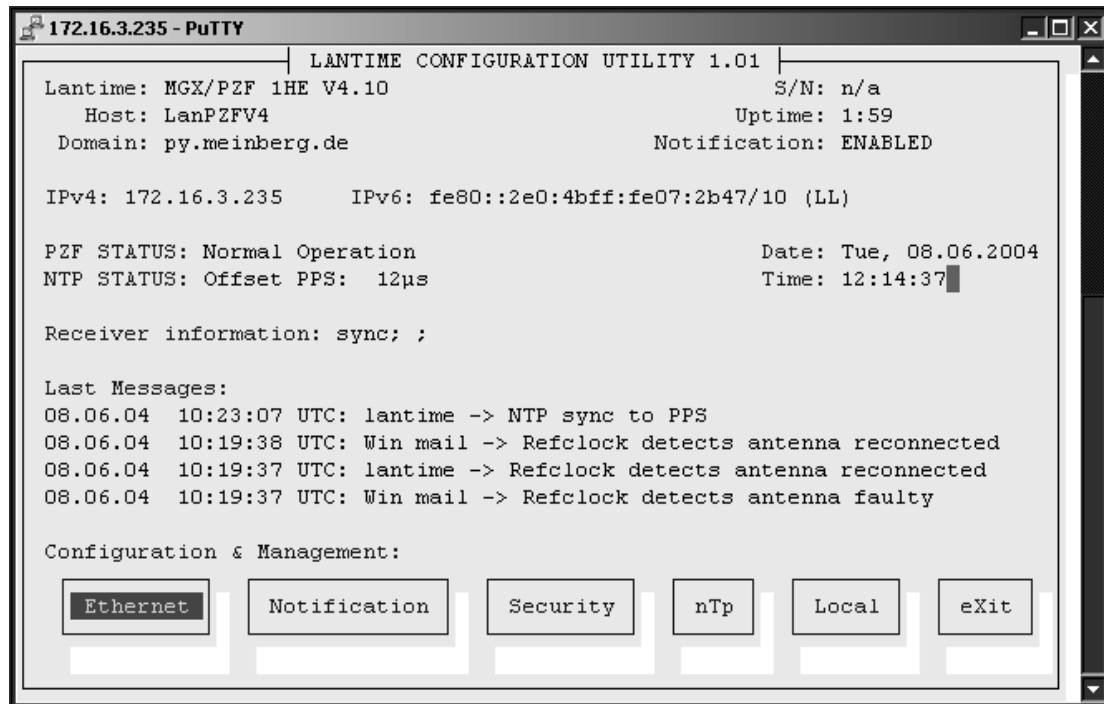 172.16.3.235 - PuTTY
LANTIME CONFIGURATION UTILITY 1.01
Lantime: MGX/PZF 1HE V4.10 S/N: n/a
Host: LanPZFV4 Uptime: 1:59
Domain: py.meinberg.de Notification: ENABLED
IPv4: 172.16.3.235 IPv6: fe80::2e0:4bff:fe07:2b47/10 (LL)
PZF STATUS: Normal Operation Date: Tue, 08.06.2004
NTP STATUS: Offset PPS: 12µs Time: 12:14:37
Receiver information: sync; ;
Last Messages:
08.06.04 10:23:07 UTC: lantime -> NTP sync to PPS
08.06.04 10:19:38 UTC: Win mail -> Refclock detects antenna reconnected
08.06.04 10:19:37 UTC: lantime -> Refclock detects antenna reconnected
08.06.04 10:19:37 UTC: Win mail -> Refclock detects antenna faulty
Configuration & Management:
Ethernet Notification Security nTp Local eXit